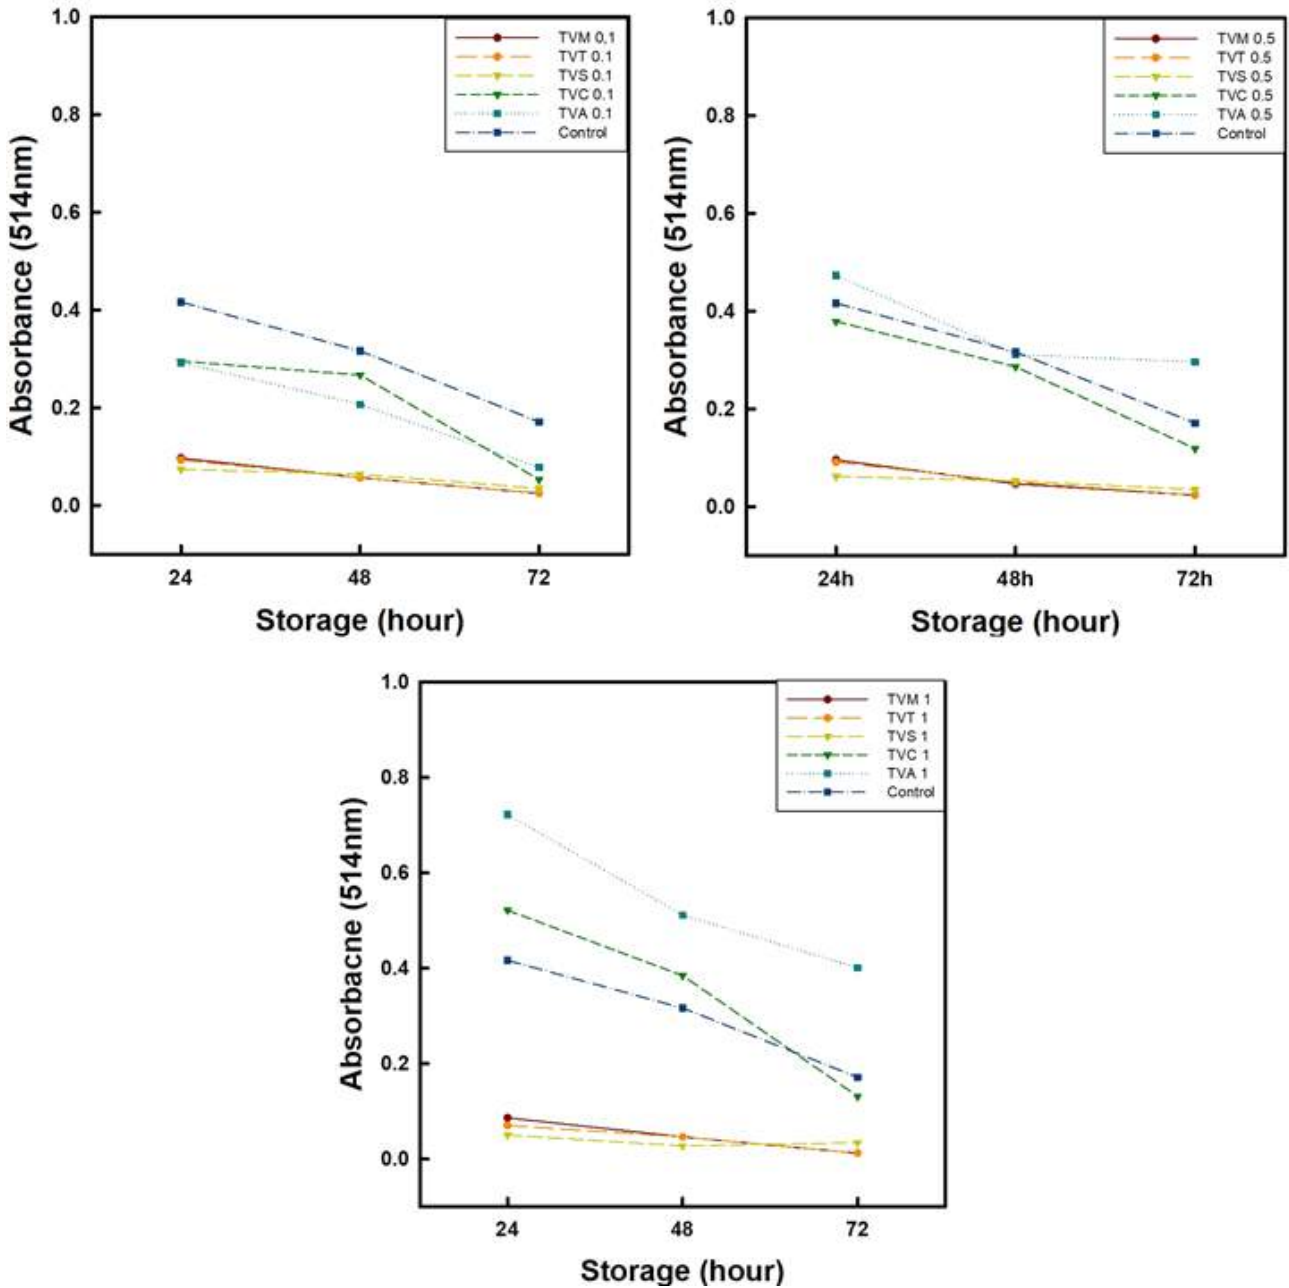 1.0
0.8
0.6
0.4
0.2
0.0
Absorbance (514nm)
TVM 0,1
TVT 0.1
TVS 0.1
TVC 0.1
TVA 0.1
Control
24 48 72
Storage (hour)
1.0
0.8
0.6
0.4
0.2
0.0
Absorbance (514nm)
TVM 0.5
TVT 0.5
TVS 0.5
TVC 0.5
TVA 0.5
Control
24h 48h 72h
Storage (hour)
1.0
0.8
0.6
0.4
0.2
0.0
Absorbacne (514nm)
TVM 1
TVT 1
TVS 1
TVC 1
TVA 1
Control
24 48 72
Storage (hour)